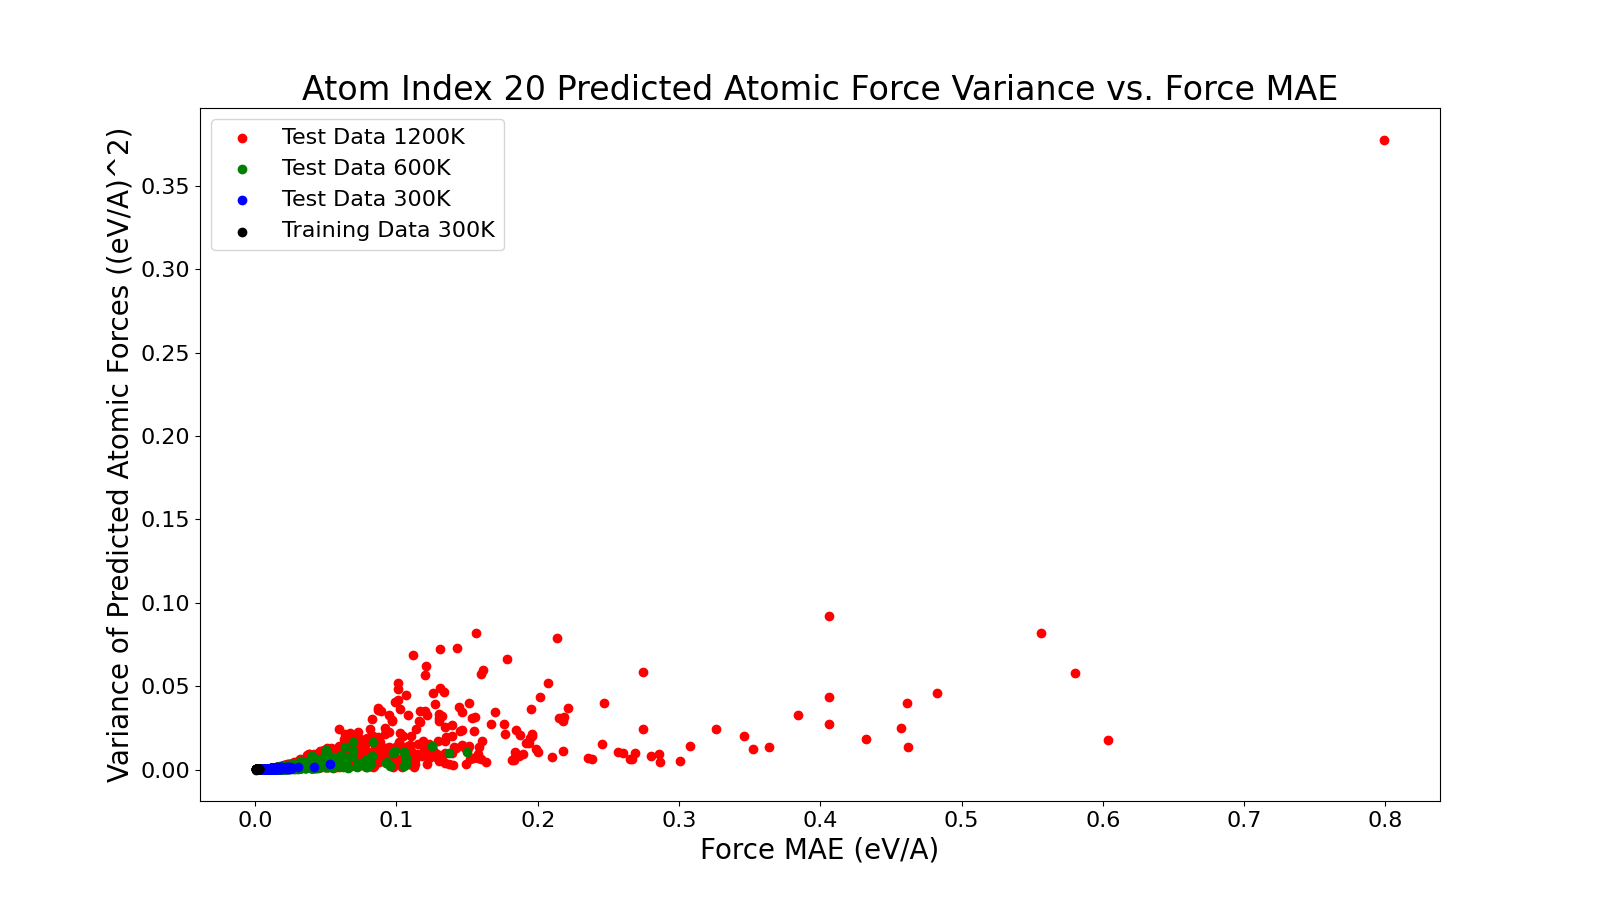 Atom Index 20 Predicted Atomic Force Variance vs. Force MAE
Test Data 1200K
Test Data 600K
Test Data 300K
Training Data 300K
Variance of Predicted Atomic Forces ((eV/A)^2)
0.35
0.30
0.25
0.20
0.15
0.10
0.05
0.00
0.0 0.1 0.2 0.3 0.4 0.5 0.6 0.7 0.8
Force MAE (eV/A)